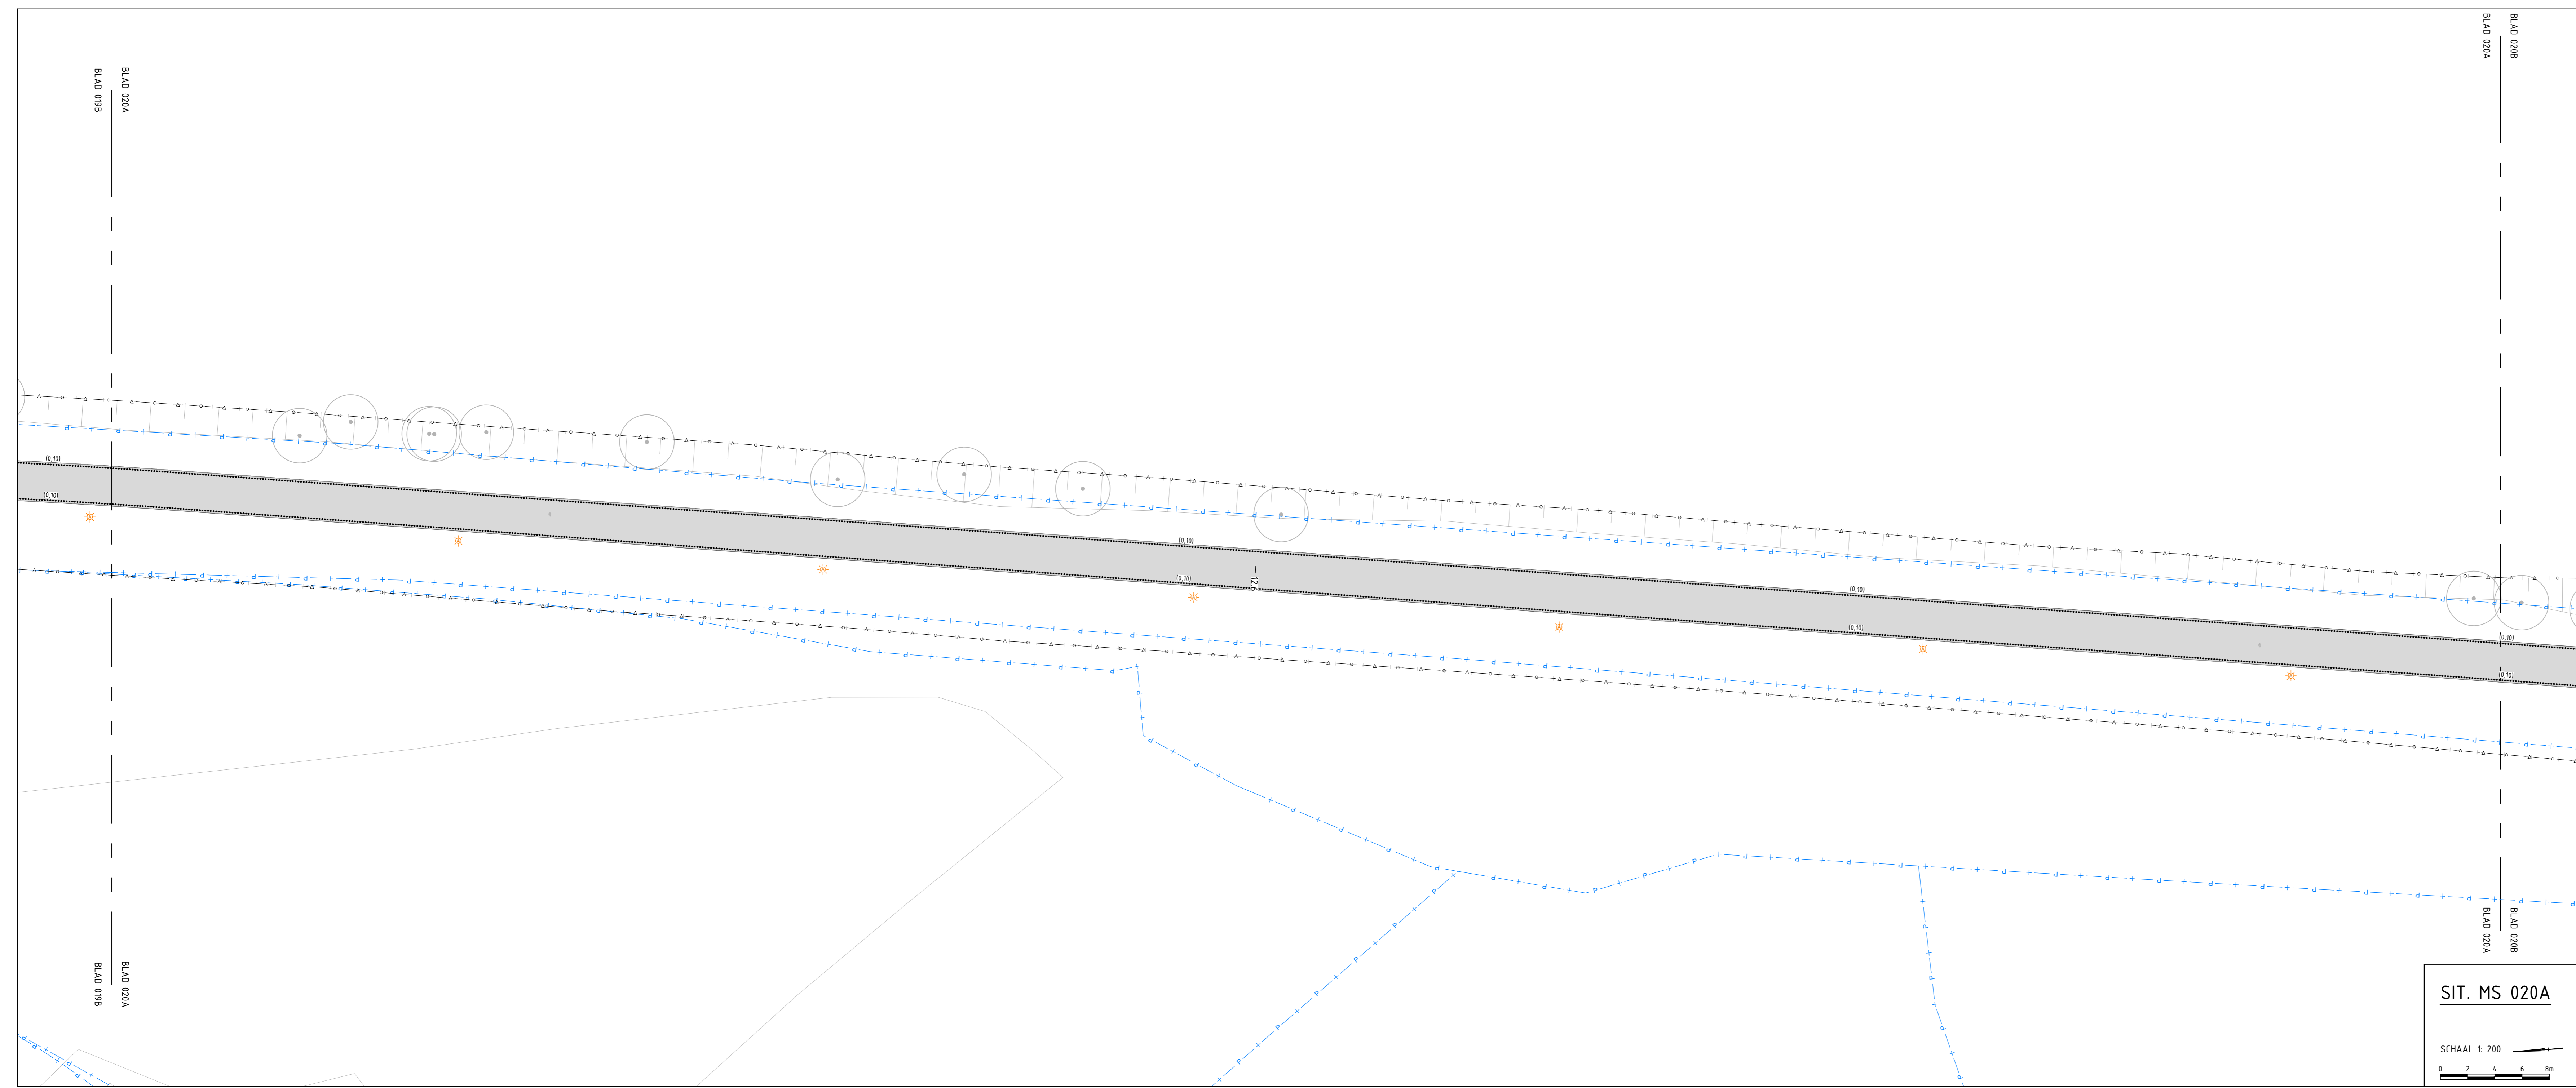 BLAD 019B
BLAD 020A
BLAD 020A
BLAD 020B
(0,10)
(0,10)
(0,10)
(0,10)
12.9
(0,10)
(0,10)
(0,10)
(0,10)
BLAD 019B
BLAD 020A
BLAD 020A
BLAD 020B
SIT. MS 020A
SCHAAL 1: 200
0 2 4 6 8m